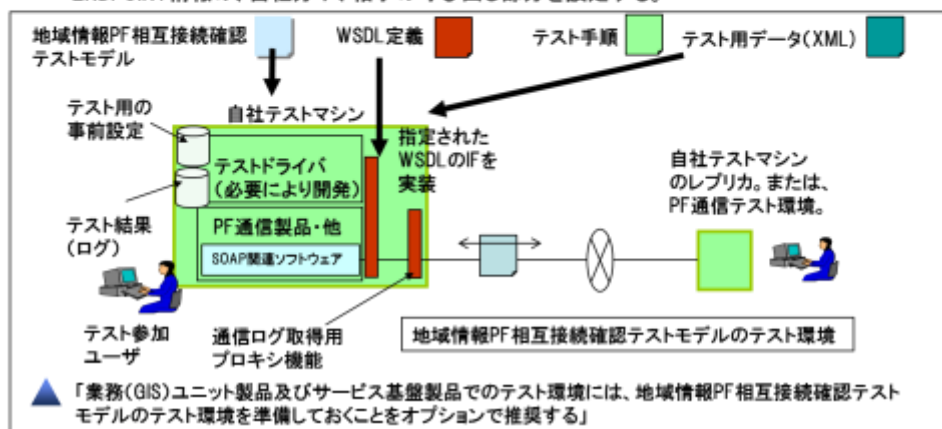 地域情報PF相互接続確認
テストモデル
WSDL定義
テスト手順
テスト用データ(XML)
テスト用の
事前設定
自社テストマシン
指定された
WSDLのIFを
実装
テストドライバ
(必要により開発)
自社テストマシン
のレプリカ。または、
PF通信テスト環境。
テスト結果
(ログ)
PF通信製品・他
SOAP関連ソフトウェア
テスト参加
ユーザ
通信ログ取得用
プロキシ機能
地域情報PF相互接続確認テストモデルのテスト環境
「業務(GIS)ユニット製品及びサービス基盤製品でのテスト環境には、地域情報PF相互接続確認テスト
モデルのテスト環境を準備しておくことをオプションで推奨する」